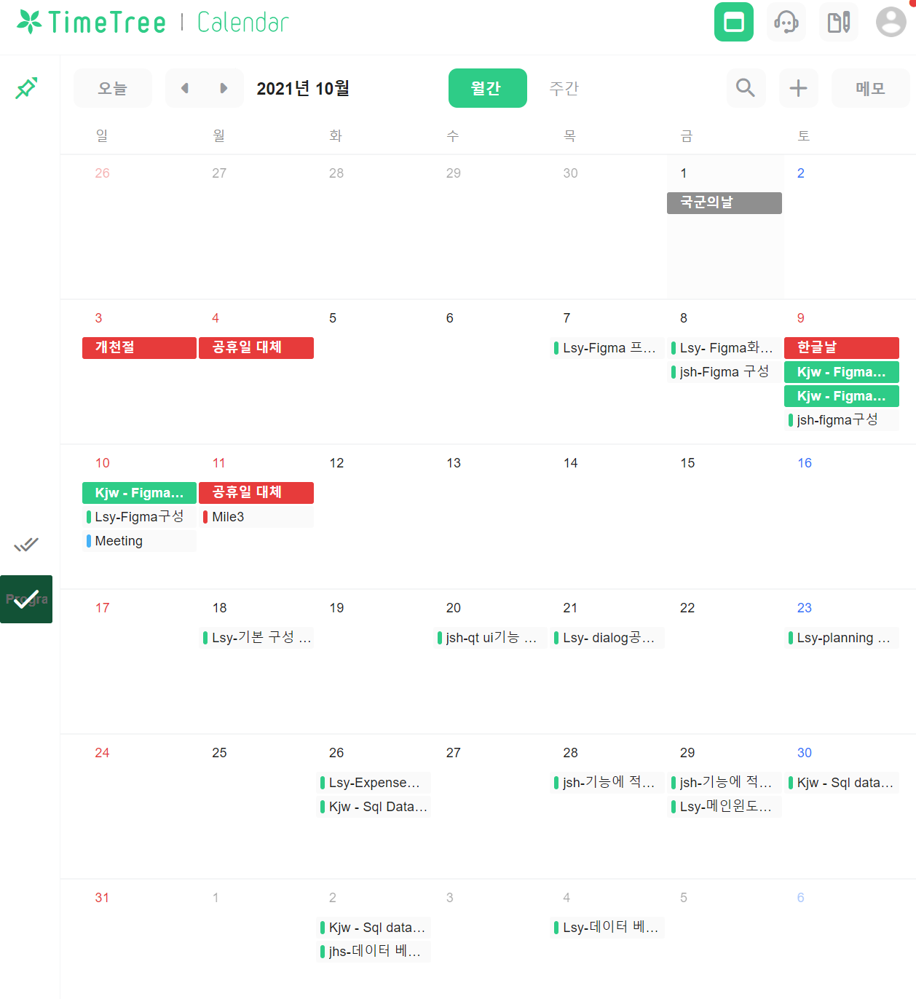 TimeTree | Calendar
오늘 2021년 10월 월간 주간 메모
일 월 화 수 목 금 토
26 27 28 29 30 1 2
국군의날
3 4 5 6 7 8 9
개천절 공휴일 대체 Lsy-Figma 프... Lsy- Figma화... 한글날
jsh-Figma 구성 Kjw - Figma...
Kjw - Figma...
jsh-figma구성
10 11 12 13 14 15 16
Kjw - Figma... 공휴일 대체
Lsy-Figma구성 Mile3
Meeting
Progra
17 18 19 20 21 22 23
Lsy-기본 구성 ... jsh-qt ui기능 ... Lsy- dialog공... Lsy-planning ...
24 25 26 27 28 29 30
Lsy-Expense... jsh-기능에 적... jsh-기능에 적... Kjw - Sql data...
Kjw - Sql Data... Lsy-메인윈도...
31 1 2 3 4 5 6
Kjw - Sql data... Lsy-데이터 베...
jhs-데이터 베...